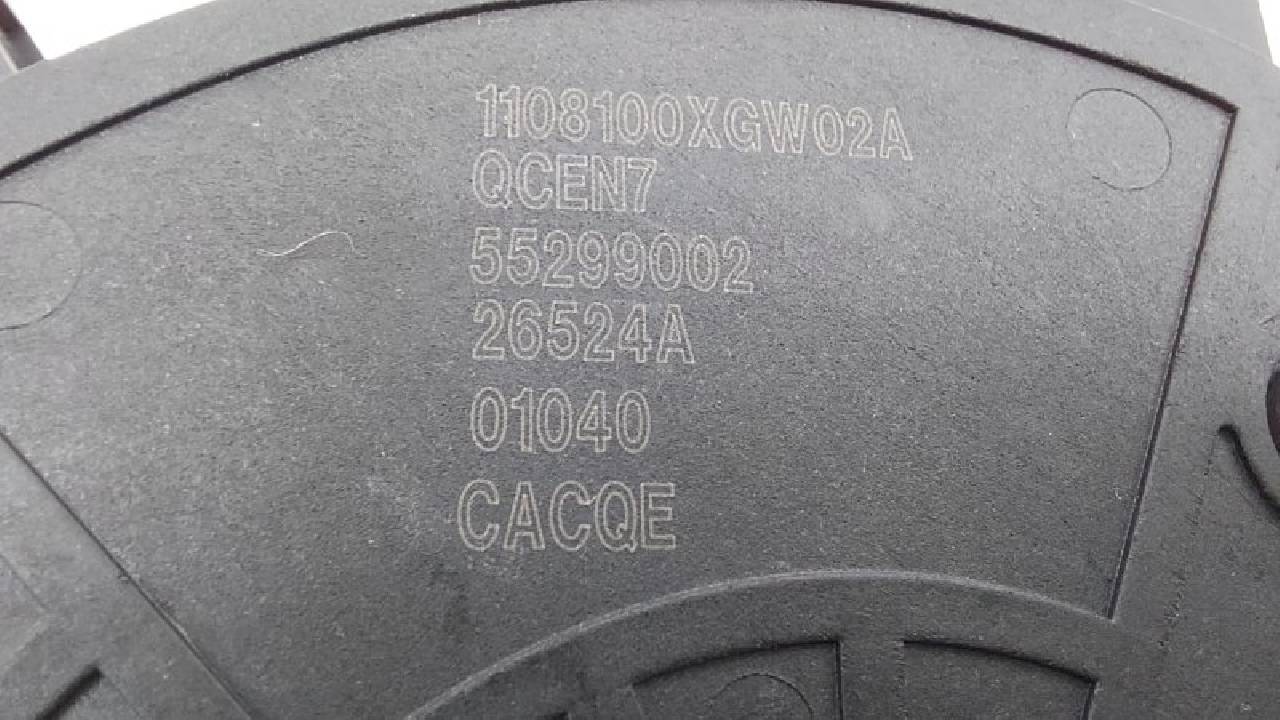 1108100XGW02A
QCEN7
55299002
26524A
01040
CACQE